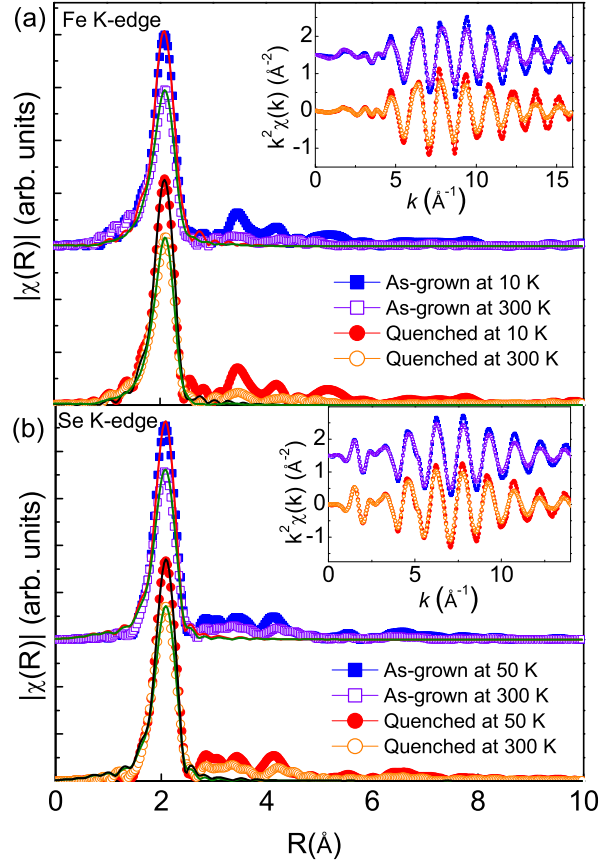 (a)
Fe K-edge
|χ(R)| (arb. units)
k²χ(k) (Å⁻²)
2
1
0
-1
0 5 10 15
k (Å⁻¹)
As-grown at 10 K
As-grown at 300 K
Quenched at 10 K
Quenched at 300 K
(b)
Se K-edge
|χ(R)| (arb. units)
k²χ(k) (Å⁻²)
2
1
0
-1
0 5 10
k (Å⁻¹)
As-grown at 50 K
As-grown at 300 K
Quenched at 50 K
Quenched at 300 K
0 2 4 6 8 10
R(Å)